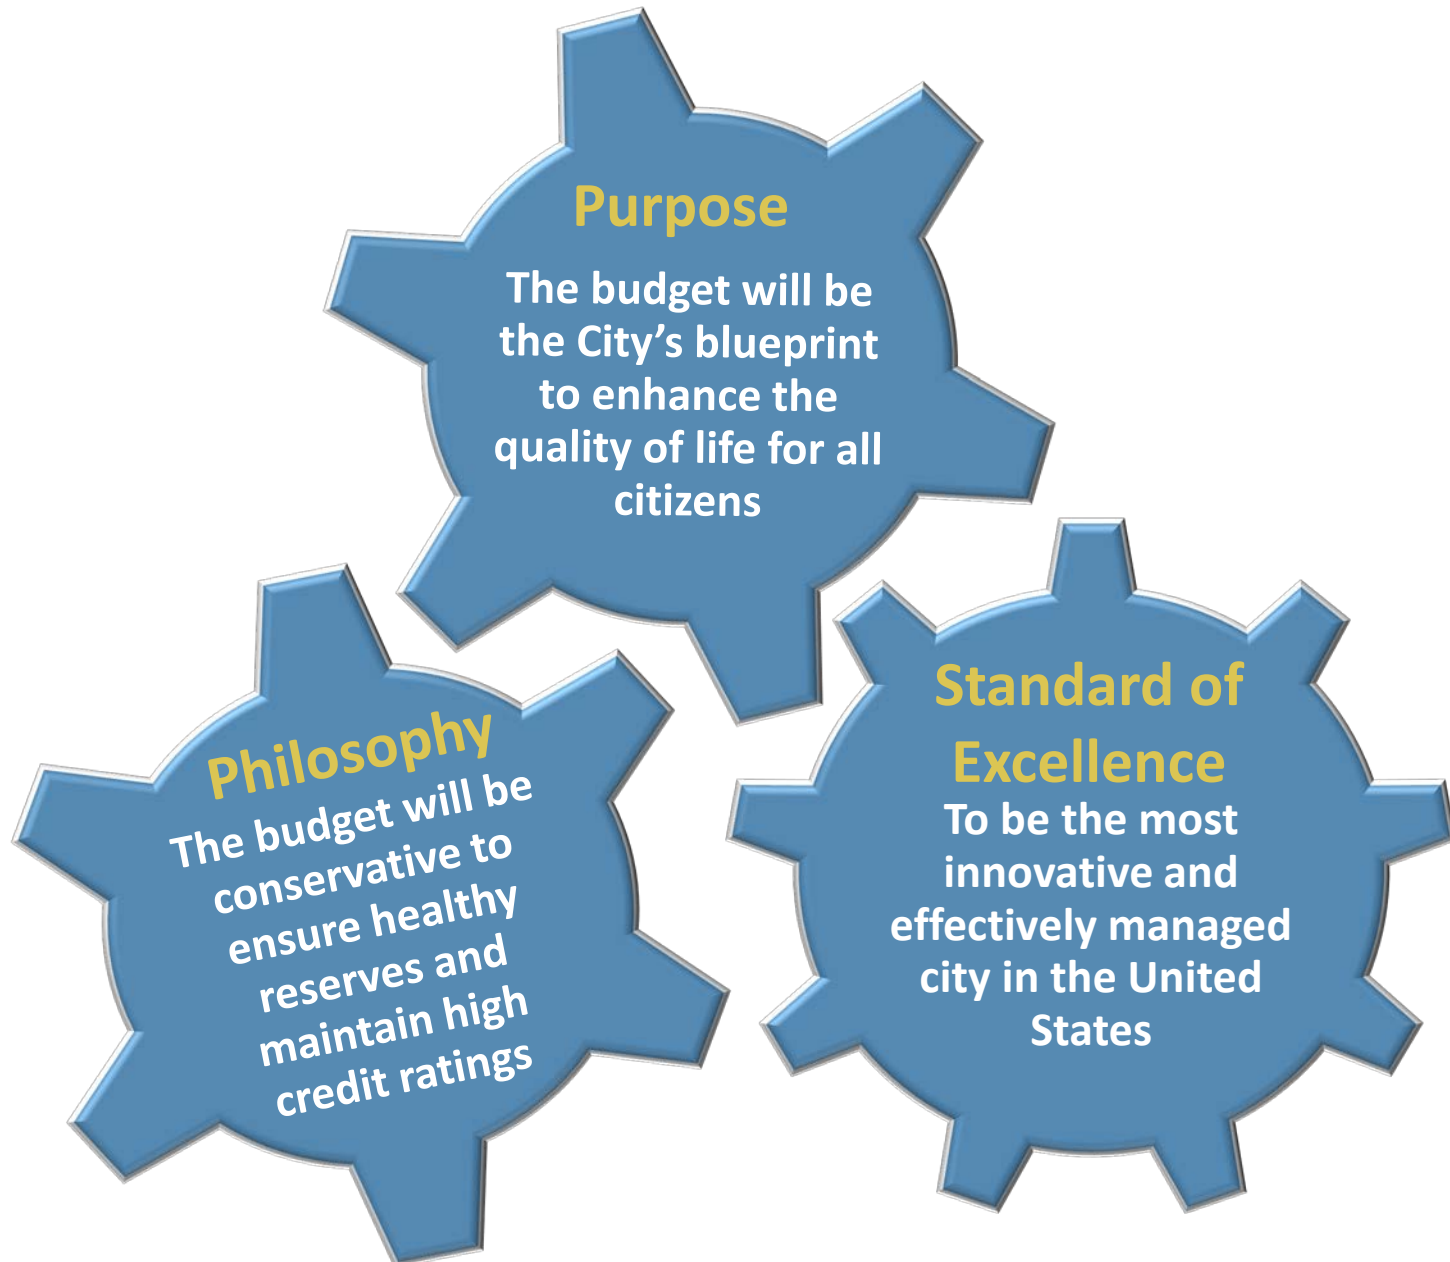 Purpose
The budget will be
the City’s blueprint
to enhance the
quality of life for all
citizens
Philosophy
The budget will be
conservative to
ensure healthy
reserves and
maintain high
credit ratings
Standard of
Excellence
To be the most
innovative and
effectively managed
city in the United
States